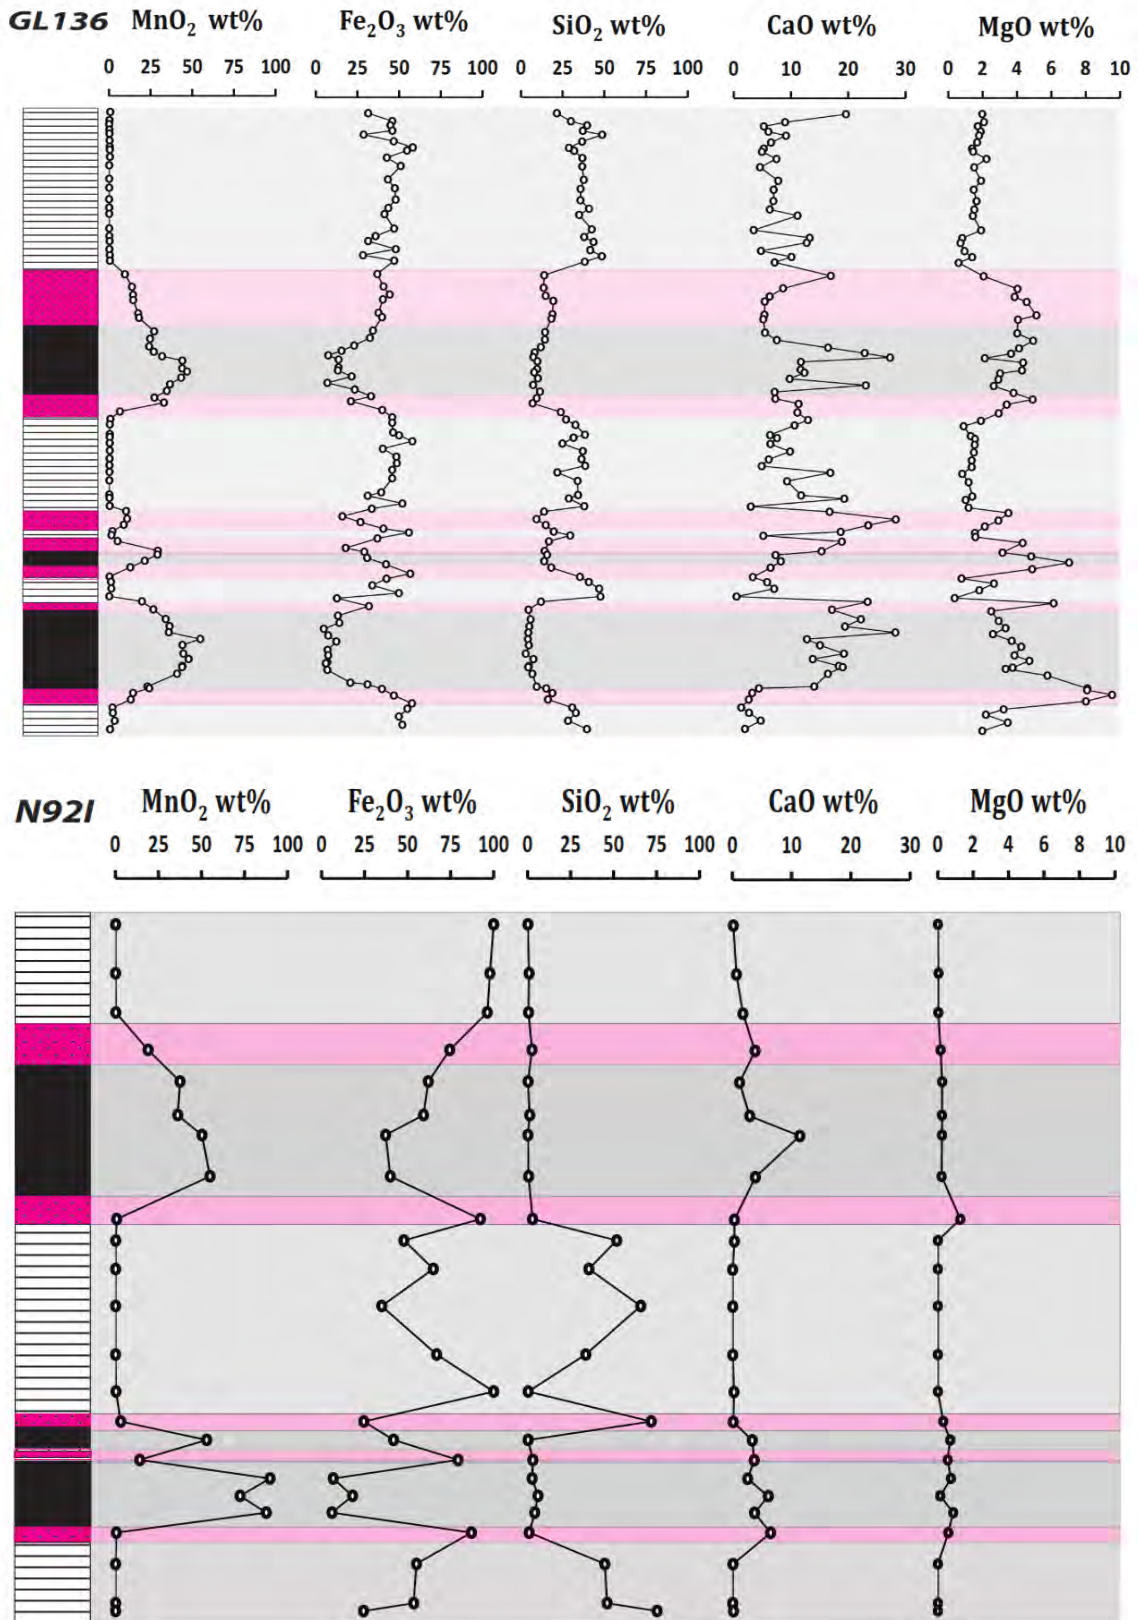 GL136 MnO₂ wt% Fe₂O₃ wt% SiO₂ wt% CaO wt% MgO wt%
0 25 50 75 100 0 25 50 75 100 0 25 50 75 100 0 10 20 30 0 2 4 6 8 10
N92I MnO₂ wt% Fe₂O₃ wt% SiO₂ wt% CaO wt% MgO wt%
0 25 50 75 100 0 25 50 75 100 0 25 50 75 100 0 10 20 30 0 2 4 6 8 10